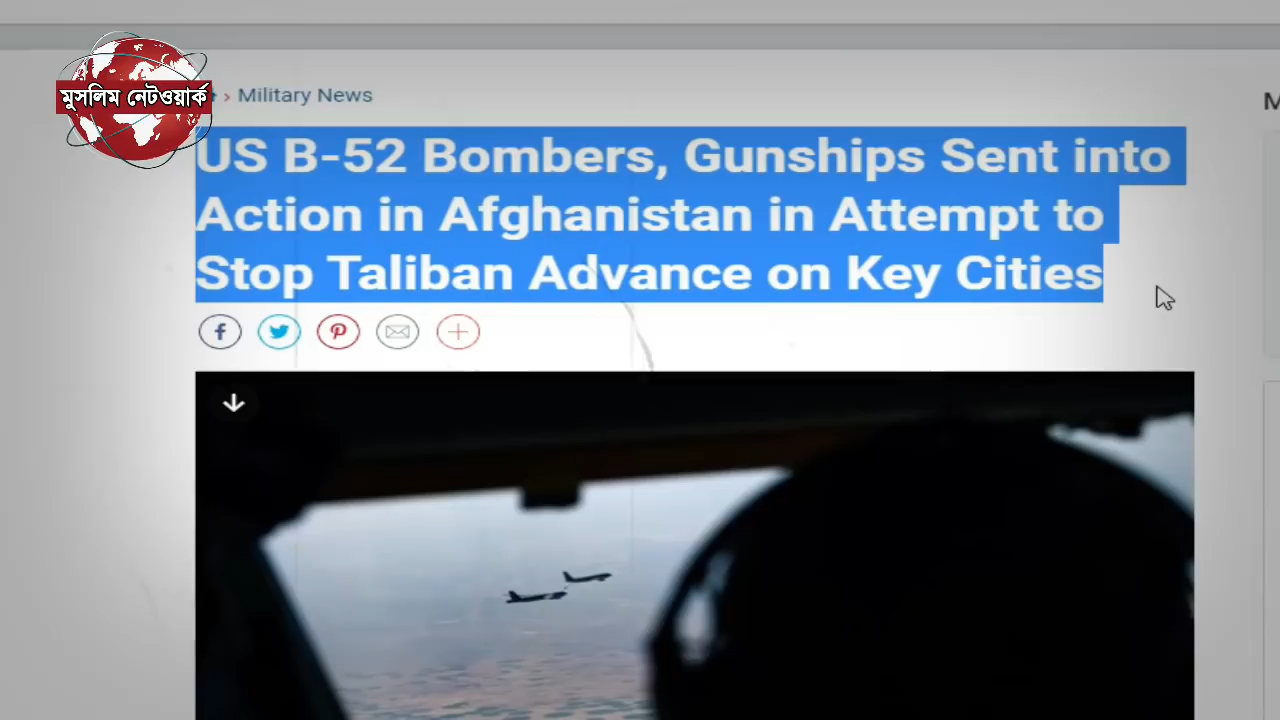 মুসলিম নেটওয়ার্ক
› Military News
US B-52 Bombers, Gunships Sent into
Action in Afghanistan in Attempt to
Stop Taliban Advance on Key Cities
M